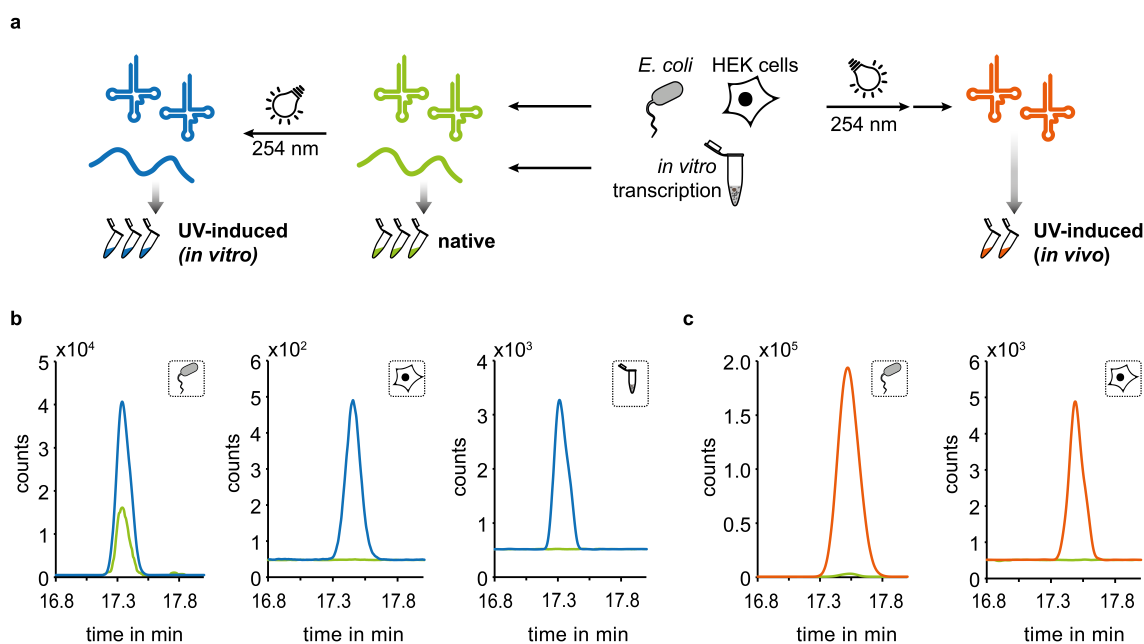 a
E. coli
HEK cells
254 nm
254 nm
in vitro
transcription
UV-induced
(in vitro)
native
UV-induced
(in vivo)
b
c
x10⁴
5
4
3
2
1
0
counts
16.8
17.3
17.8
time in min
x10²
6
5
4
3
2
1
0
counts
16.8
17.3
17.8
time in min
x10³
4
3
2
1
0
counts
16.8
17.3
17.8
time in min
x10⁵
2.0
1.5
1.0
0.5
0
counts
16.8
17.3
17.8
time in min
x10³
6
5
4
3
2
1
0
counts
16.8
17.3
17.8
time in min